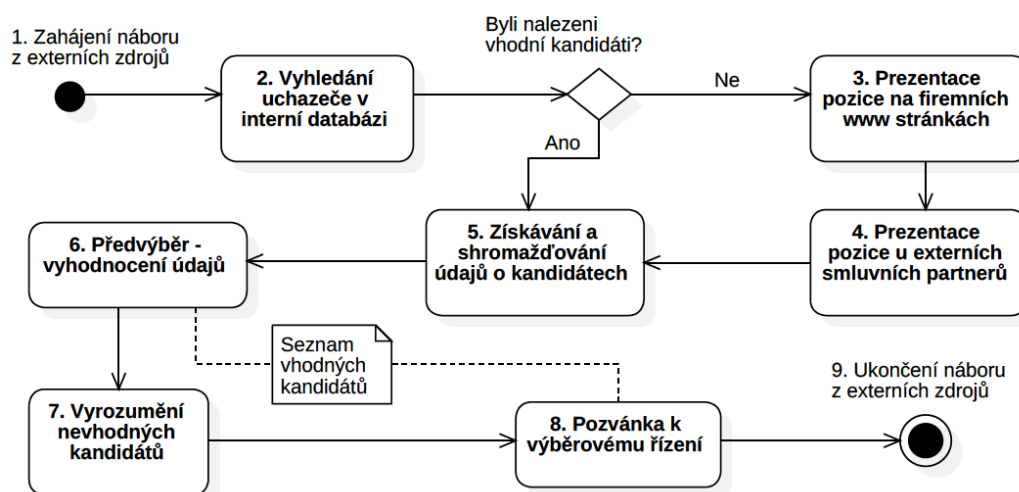 1. Zahájení náboru
z externích zdrojů
2. Vyhledání
uchazeče v
interní databázi
Byli nalezeni
vhodní kandidáti?
Ne
Ano
3. Prezentace
pozice na firemních
www stránkách
4. Prezentace
pozice u externích
smluvních partnerů
5. Získávání a
shromažďování
údajů o kandidátech
6. Předvýběr -
vyhodnocení údajů
Seznam
vhodných
kandidátů
7. Vyrozumění
nevhodných
kandidátů
8. Pozvánka k
výběrovému řízení
9. Ukončení náboru
z externích zdrojů